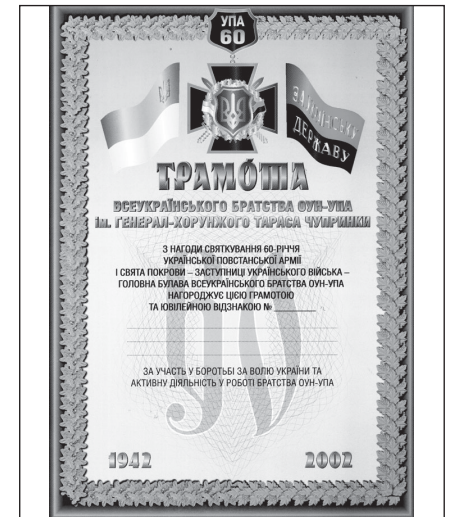 УПА
60
ЗА УКРАЇНСЬКУ
ДЕРЖАВУ
ГРАМОТА
ВСЕУКРАЇНСЬКОГО БРАТСТВА ОУН-УПА
ім. ГЕНЕРАЛ-ХОРУНЖОГО ТАРАСА ЧУПРИНКИ
З НАГОДИ СВЯТКУВАННЯ 60-РІЧЧЯ
УКРАЇНСЬКОЇ ПОВСТАНСЬКОЇ АРМІЇ
І СВЯТА ПОКРОВИ – ЗАСТУПНИЦІ УКРАЇНСЬКОГО ВІЙСЬКА –
ГОЛОВНА БУЛАВА ВСЕУКРАЇНСЬКОГО БРАТСТВА ОУН-УПА
НАГОРОДЖУЄ ЦІЄЮ ГРАМОТОЮ
ТА ЮВІЛЕЙНОЮ ВІДЗНАКОЮ №
ЗА УЧАСТЬ У БОРОТЬБІ ЗА ВОЛЮ УКРАЇНИ ТА
АКТИВНУ ДІЯЛЬНІСТЬ У РОБОТІ БРАТСТВА ОУН-УПА
1942 2002